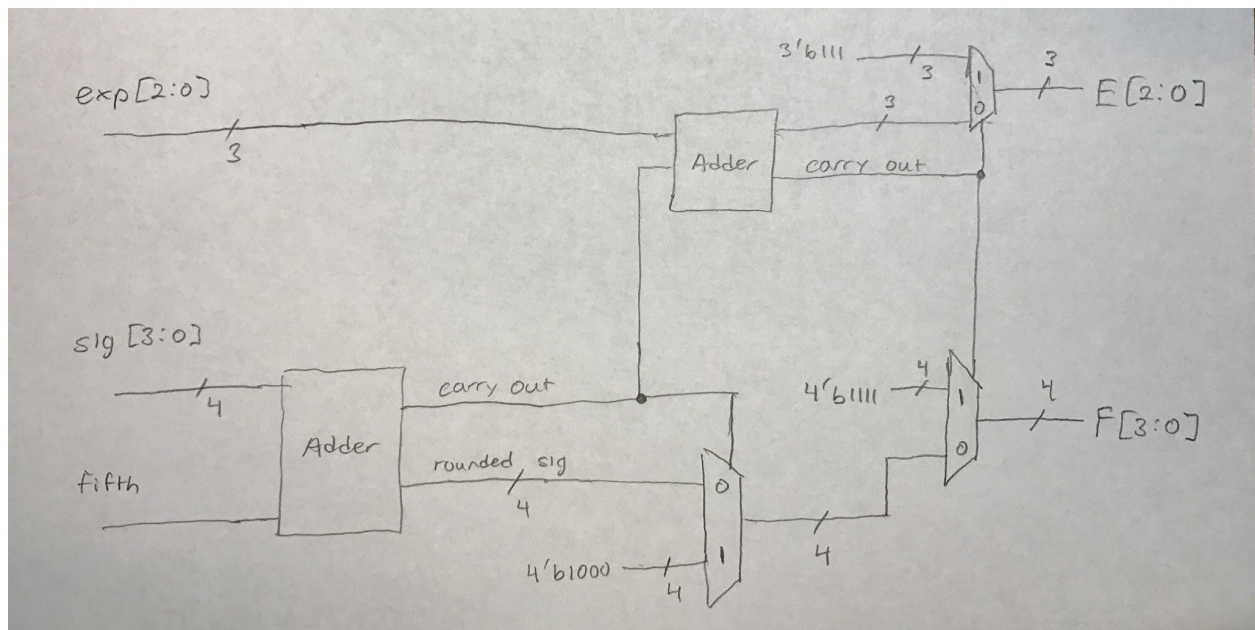 3'b111
3
3
E[2:0]
exp[2:0]
3
3
1
0
Adder
carry out
sig [3:0]
4
carry out
4'b1111
4
4
1
F[3:0]
Adder
fifth
rounded sig
4
0
0
1
4
4'b1000
4